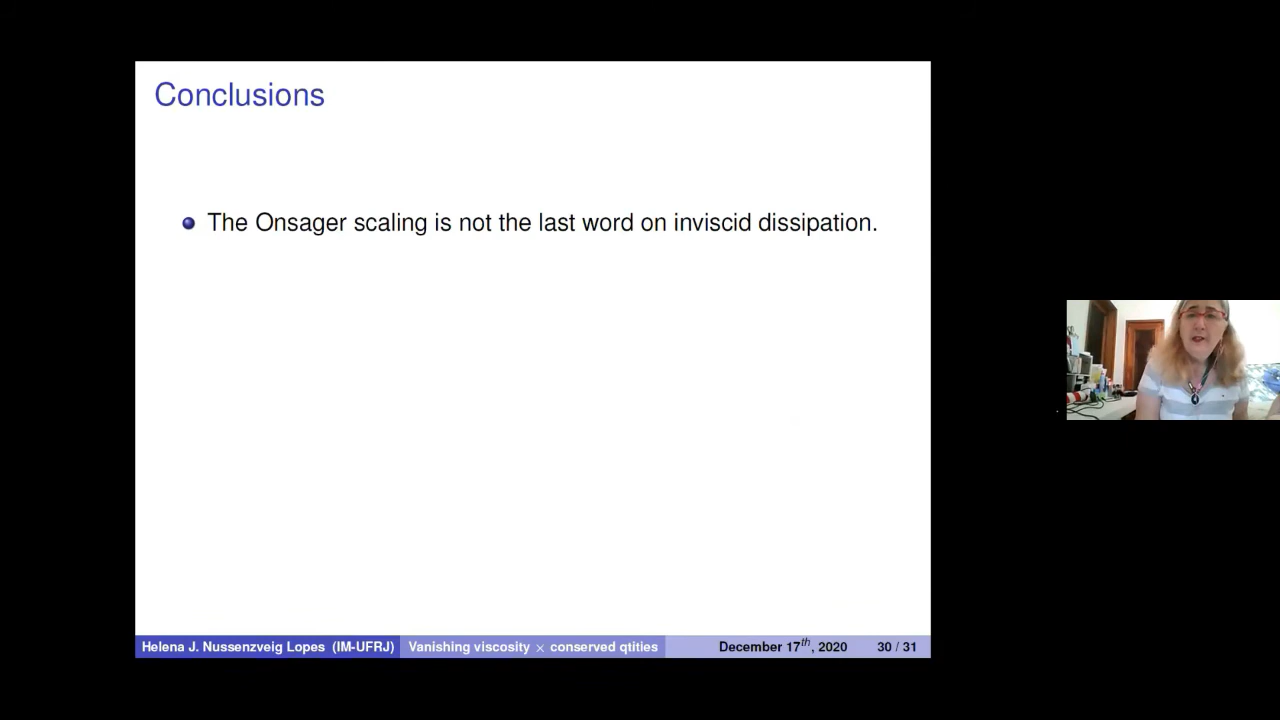 Conclusions
The Onsager scaling is not the last word on inviscid dissipation.
Helena J. Nussenzveig Lopes (IM-UFRJ) Vanishing viscosity × conserved qtities December 17th, 2020 30 / 31